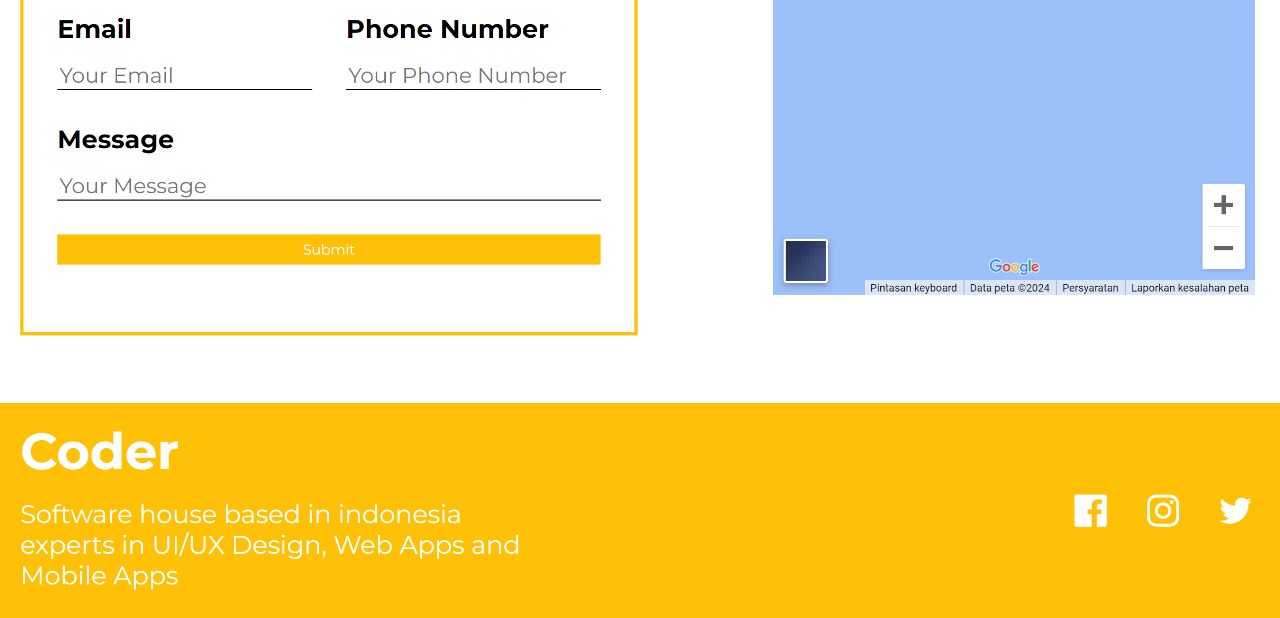 Email
Phone Number
Your Email
Your Phone Number
Message
Your Message
Submit
Google
Pintasan keyboard
Data peta ©2024
Persyaratan
Laporkan kesalahan peta
Coder
Software house based in indonesia
experts in UI/UX Design, Web Apps and
Mobile Apps